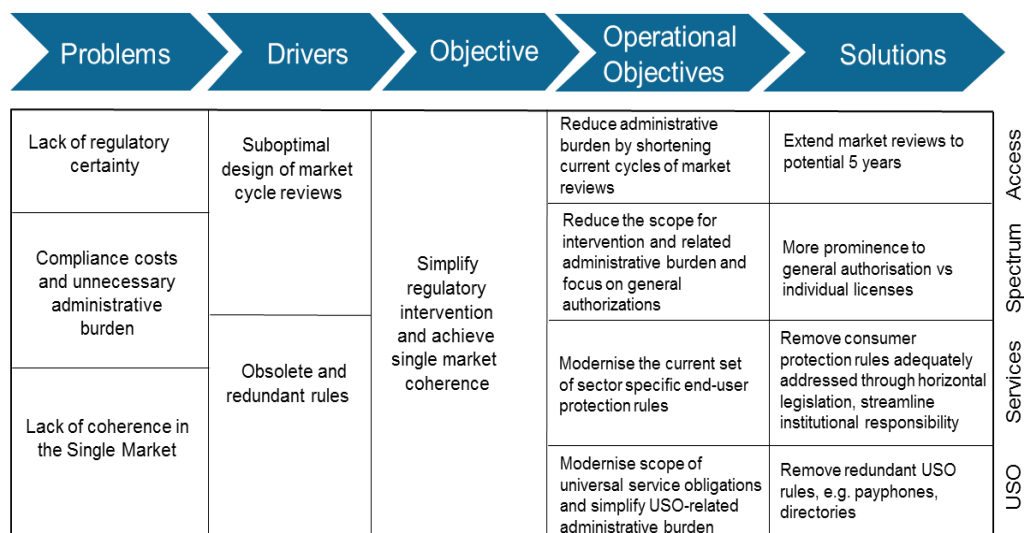 Problems
Drivers
Objective
Operational
Objectives
Solutions
Lack of regulatory
certainty
Compliance costs
and unnecessary
administrative
burden
Lack of coherence in
the Single Market
Suboptimal
design of market
cycle reviews
Obsolete and
redundant rules
Simplify
regulatory
intervention
and achieve
single market
coherence
Reduce administrative
burden by shortening
current cycles of market
reviews
Extend market reviews to
potential 5 years
Access
Reduce the scope for
intervention and related
administrative burden and
focus on general
authorizations
More prominence to
general authorisation vs
individual licenses
Spectrum
Modernise the current set
of sector specific end-user
protection rules
Remove consumer
protection rules adequately
addressed through horizontal
legislation, streamline
institutional responsibility
Services
Modernise scope of
universal service obligations
and simplify USO-related
administrative burden
Remove redundant USO
rules, e.g. payphones,
directories
USO